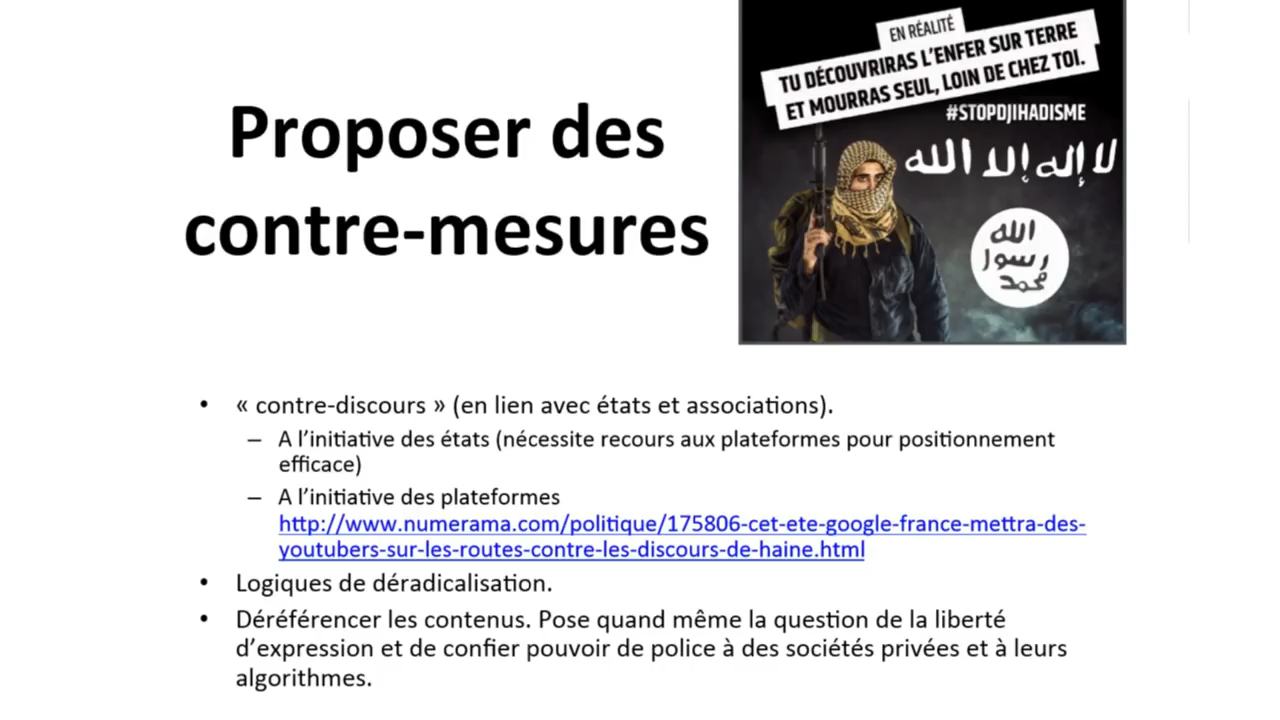 Proposer des
contre-mesures
EN RÉALITÉ
TU DÉCOUVRIRAS L'ENFER SUR TERRE
ET MOURRAS SEUL, LOIN DE CHEZ TOI.
#STOPDJIHADISME
لا إله إلا الله
الله
رسول
محمد
• « contre-discours » (en lien avec états et associations).
– A l'initiative des états (nécessite recours aux plateformes pour positionnement
efficace)
– A l'initiative des plateformes
http://www.numerama.com/politique/175806-cet-ete-google-france-mettra-des-
youtubers-sur-les-routes-contre-les-discours-de-haine.html
• Logiques de déradicalisation.
• Déréférencer les contenus. Pose quand même la question de la liberté
d'expression et de confier pouvoir de police à des sociétés privées et à leurs
algorithmes.